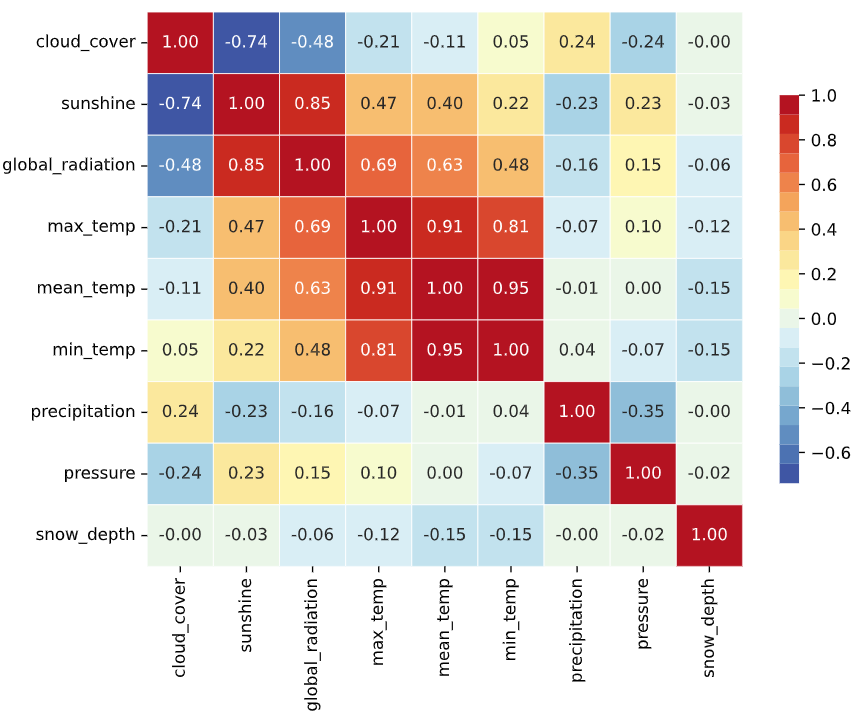 cloud_cover 1.00 -0.74 -0.48 -0.21 -0.11 0.05 0.24 -0.24 -0.00
sunshine -0.74 1.00 0.85 0.47 0.40 0.22 -0.23 0.23 -0.03
global_radiation -0.48 0.85 1.00 0.69 0.63 0.48 -0.16 0.15 -0.06
max_temp -0.21 0.47 0.69 1.00 0.91 0.81 -0.07 0.10 -0.12
mean_temp -0.11 0.40 0.63 0.91 1.00 0.95 -0.01 0.00 -0.15
min_temp 0.05 0.22 0.48 0.81 0.95 1.00 0.04 -0.07 -0.15
precipitation 0.24 -0.23 -0.16 -0.07 -0.01 0.04 1.00 -0.35 -0.00
pressure -0.24 0.23 0.15 0.10 0.00 -0.07 -0.35 1.00 -0.02
snow_depth -0.00 -0.03 -0.06 -0.12 -0.15 -0.15 -0.00 -0.02 1.00
cloud_cover
sunshine
global_radiation
max_temp
mean_temp
min_temp
precipitation
pressure
snow_depth
1.0
0.8
0.6
0.4
0.2
0.0
−0.2
−0.4
−0.6